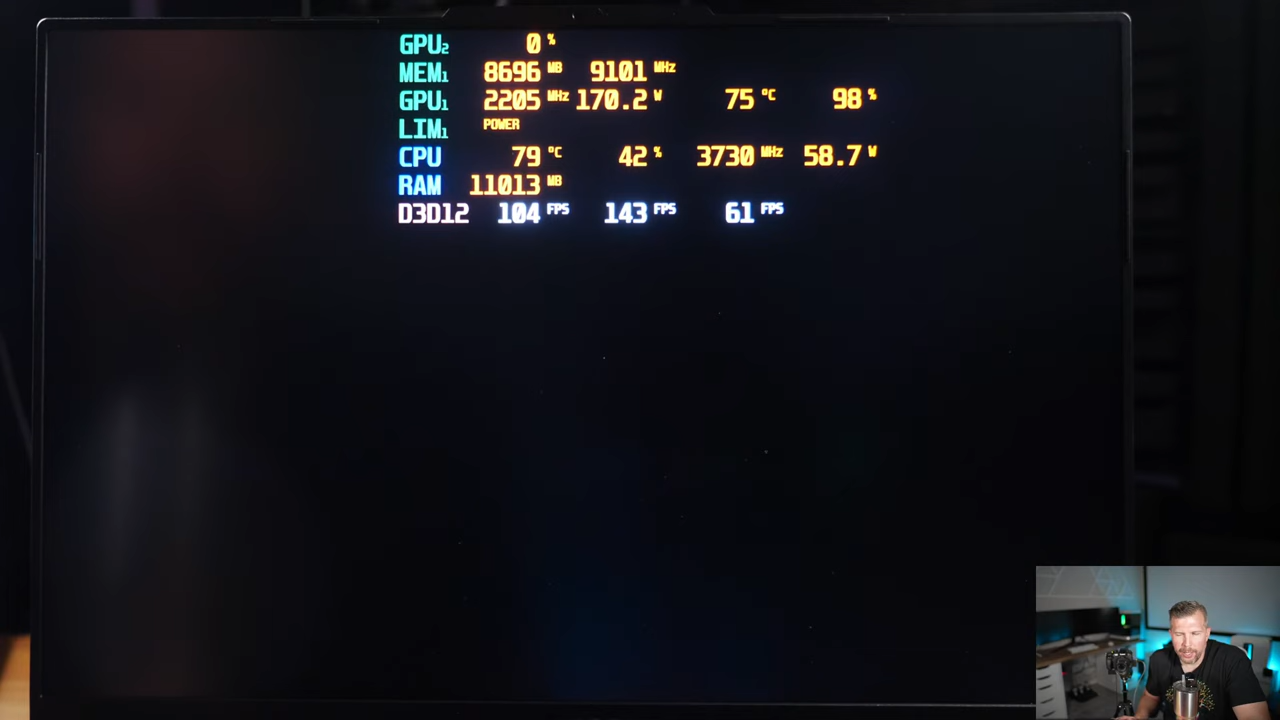 GPU2 0 %
MEM1 8696 MB 9101 MHz
GPU1 2205 MHz 170.2 W 75 °C 98 %
LIM1 POWER
CPU 79 °C 42 % 3730 MHz 58.7 W
RAM 11013 MB
D3D12 104 FPS 143 FPS 61 FPS